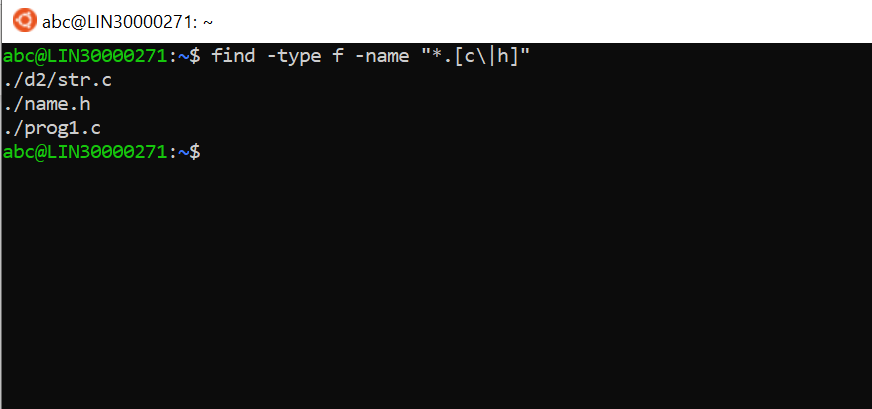 abc@LIN30000271: ~
abc@LIN30000271:~$ find -type f -name "*.[c\|h]"
./d2/str.c
./name.h
./prog1.c
abc@LIN30000271:~$